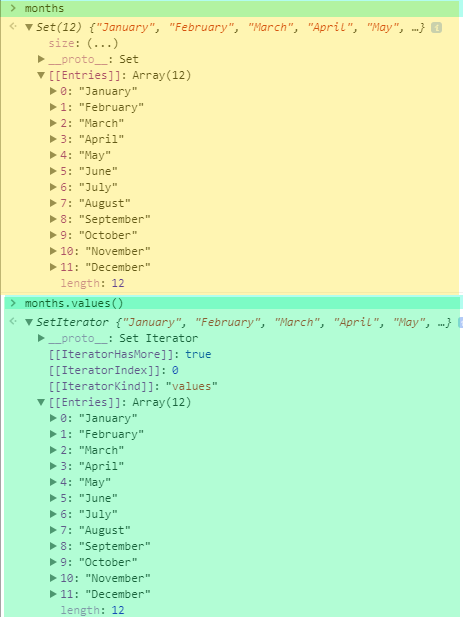 > months
Set(12) {"January", "February", "March", "April", "May", …} i
size: (...)
__proto__: Set
[[Entries]]: Array(12)
0: "January"
1: "February"
2: "March"
3: "April"
4: "May"
5: "June"
6: "July"
7: "August"
8: "September"
9: "October"
10: "November"
11: "December"
length: 12
> months.values()
SetIterator {"January", "February", "March", "April", "May", …}
__proto__: Set Iterator
[[IteratorHasMore]]: true
[[IteratorIndex]]: 0
[[IteratorKind]]: "values"
[[Entries]]: Array(12)
0: "January"
1: "February"
2: "March"
3: "April"
4: "May"
5: "June"
6: "July"
7: "August"
8: "September"
9: "October"
10: "November"
11: "December"
length: 12